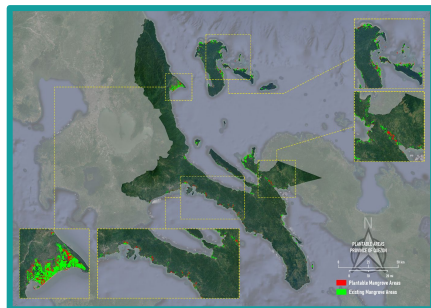 N
PLANTABLE AREAS
PROVINCE OF QUEZON
Plantable Mangrove Areas
Existing Mangrove Areas